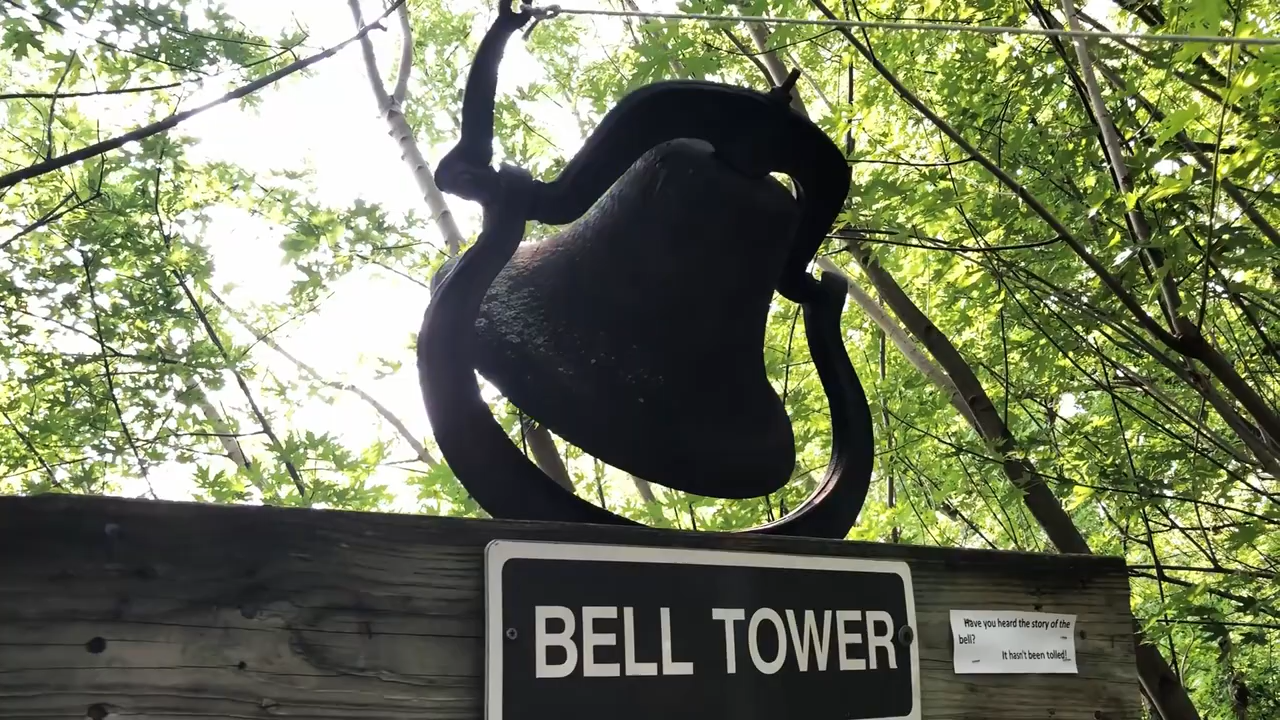 BELL TOWER
Have you heard the story of the
bell?
It hasn't been tolled!